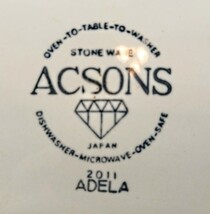 OVEN-TO-TABLE-TO-WASHER
STONE WARE
ACSONS
JAPAN
DISHWASHER-MICROWAVE-OVEN-SAFE
2011
ADELA